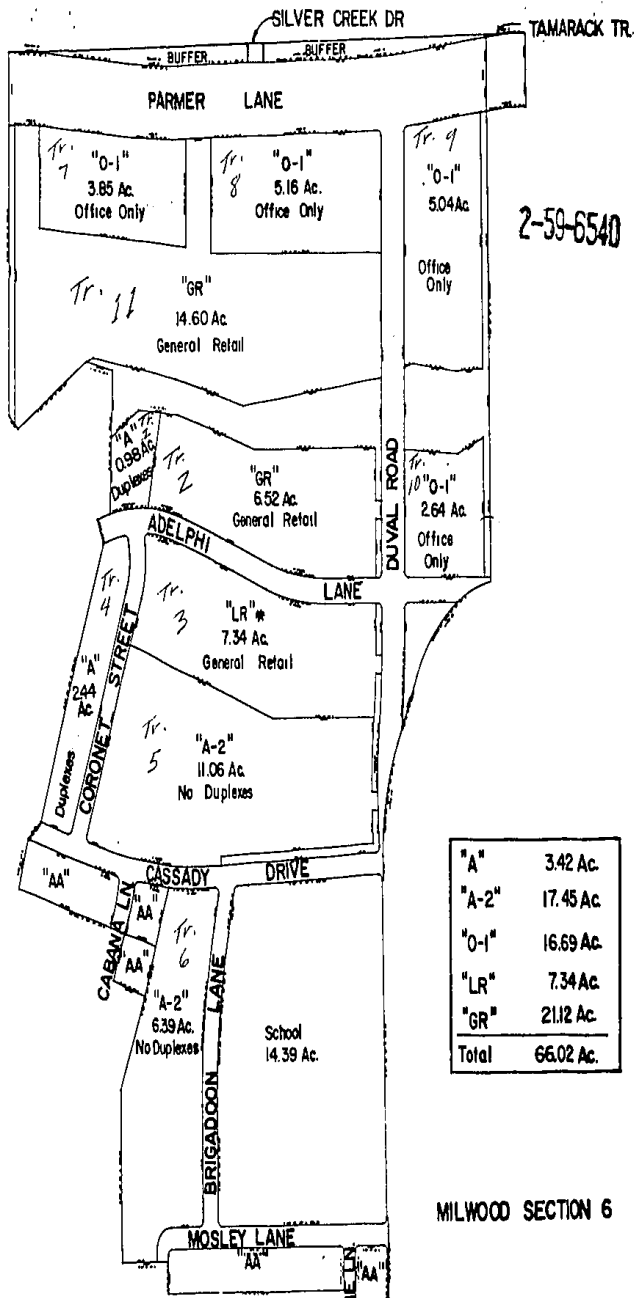 SILVER CREEK DR
TAMARACK TR.
BUFFER
BUFFER
PARMER LANE
Tr. 7
"O-1"
3.85 Ac.
Office Only
Tr. 8
"O-1"
5.16 Ac.
Office Only
Tr. 9
"O-1"
5.04 Ac
Office
Only
2-59-6540
Tr. 11
"GR"
14.60 Ac.
General Retail
"A" Tr. 1
0.98 Ac.
Duplexes
Tr. 2
"GR"
6.52 Ac.
General Retail
DUVAL ROAD
Tr. 10
"O-1"
2.64 Ac.
Office
Only
ADELPHI LANE
Tr. 4
"A"
2.44
Ac
Duplexes
CORONET STREET
Tr. 3
"LR" *
7.34 Ac.
General Retail
Tr. 5
"A-2"
11.06 Ac.
No Duplexes
CASSADY DRIVE
"AA"
CABANA LN
"AA"
"AA"
Tr. 6
"A-2"
6.39 Ac.
No Duplexes
BRIGADOON LANE
School
14.39 Ac.
"A" 3.42 Ac.
"A-2" 17.45 Ac.
"O-1" 16.69 Ac.
"LR" 7.34 Ac.
"GR" 21.12 Ac.
Total 66.02 Ac.
MILWOOD SECTION 6
MOSLEY LANE
"AA"
"AA"